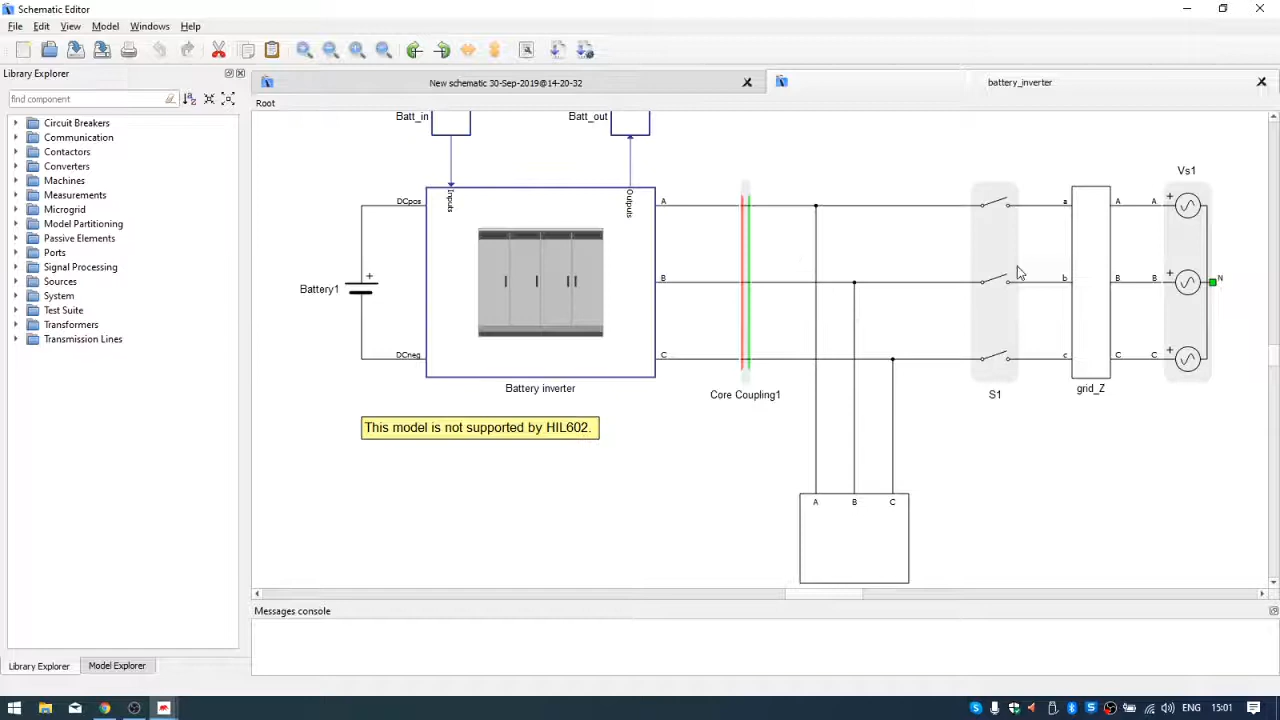 Schematic Editor
File Edit View Model Windows Help
Library Explorer
find component
Circuit Breakers
Communication
Contactors
Converters
Machines
Measurements
Microgrid
Model Partitioning
Passive Elements
Ports
Signal Processing
Sources
System
Test Suite
Transformers
Transmission Lines
Library Explorer Model Explorer
New schematic 30-Sep-2019@14-20-32
battery_inverter
Root
Batt_in
Batt_out
Inputs
Outputs
DCpos
DCneg
+
Battery1
Battery inverter
A
B
C
Core Coupling1
This model is not supported by HIL602.
A B C
S1
a
b
c
grid_Z
A A
B B
C C
Vs1
+
+
+
N
Messages console
ENG 15:01